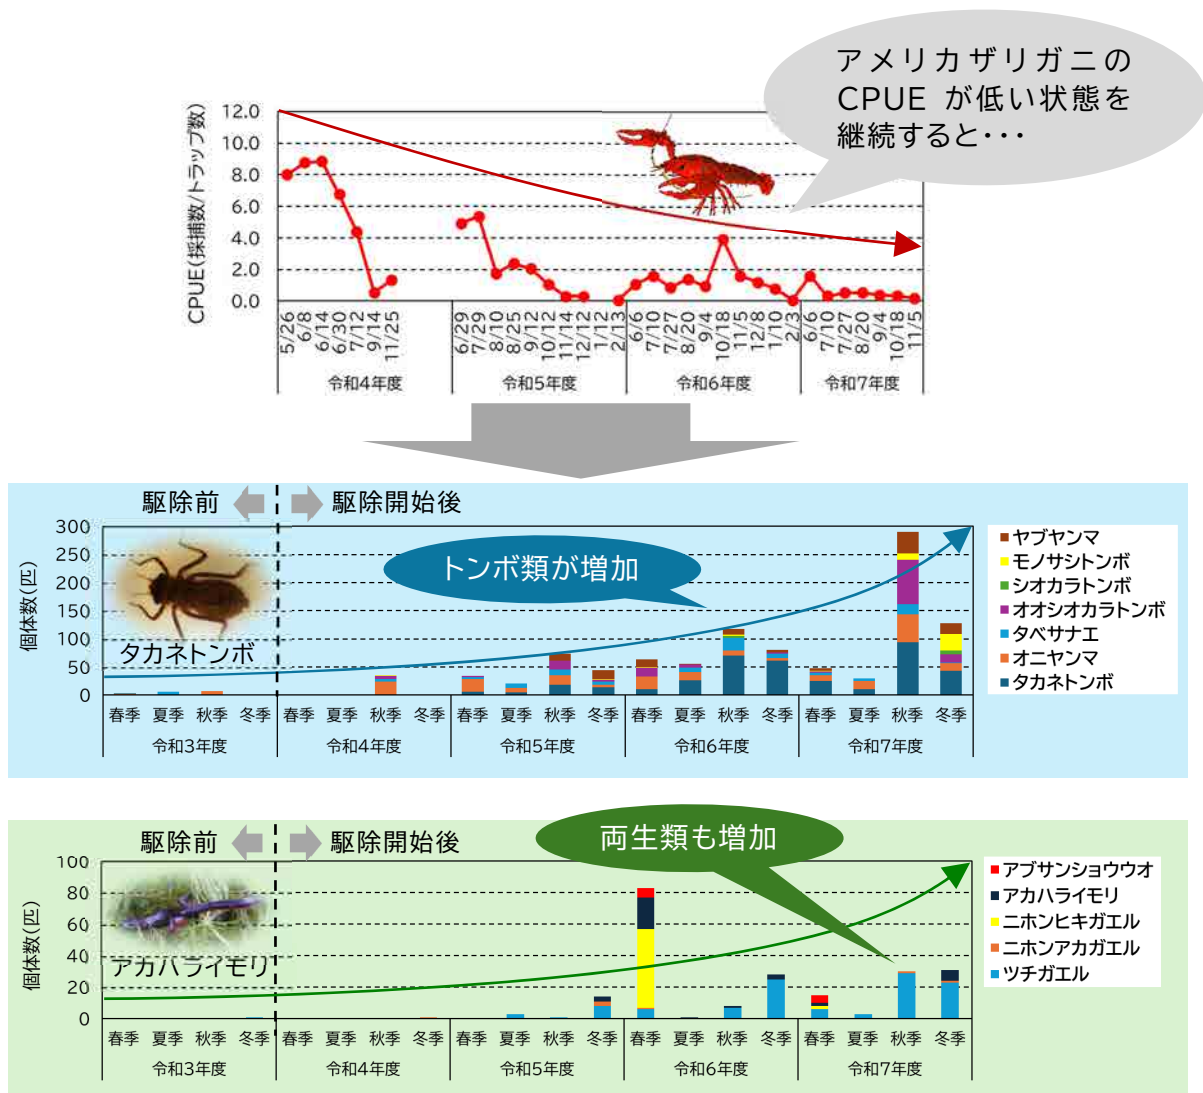 アメリカザリガニの
CPUE が低い状態を
継続すると・・・
CPUE(採捕数/トラップ数)
12.0
10.0
8.0
6.0
4.0
2.0
0.0
5/26 6/8 6/14 6/30 7/12 9/14 11/25 6/29 7/29 8/10 8/25 9/12 10/12 11/14 12/12 1/12 2/13 6/6 7/10 7/27 8/20 9/4 10/18 11/5 12/8 1/10 2/3 6/6 7/10 7/27 8/20 9/4 10/18 11/5
令和4年度 令和5年度 令和6年度 令和7年度
駆除前 駆除開始後
トンボ類が増加
個体数(匹)
300
250
200
150
100
50
0
タカネトンボ
春季 夏季 秋季 冬季 春季 夏季 秋季 冬季 春季 夏季 秋季 冬季 春季 夏季 秋季 冬季 春季 夏季 秋季 冬季
令和3年度 令和4年度 令和5年度 令和6年度 令和7年度
ヤブヤンマ
モノサシトンボ
シオカラトンボ
オオシオカラトンボ
タベサナエ
オニヤンマ
タカネトンボ
駆除前 駆除開始後
両生類も増加
個体数(匹)
100
80
60
40
20
0
アカハライモリ
春季 夏季 秋季 冬季 春季 夏季 秋季 冬季 春季 夏季 秋季 冬季 春季 夏季 秋季 冬季 春季 夏季 秋季 冬季
令和3年度 令和4年度 令和5年度 令和6年度 令和7年度
アブサンショウウオ
アカハライモリ
ニホンヒキガエル
ニホンアカガエル
ツチガエル